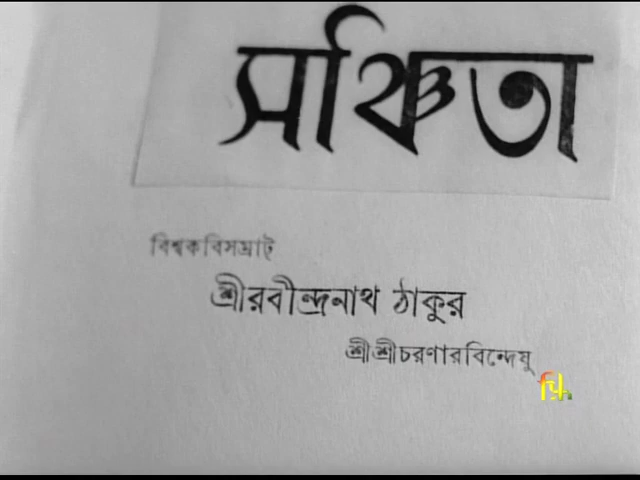 সঞ্চিতা
বিশ্বকবিসম্রাট্
শ্রীরবীন্দ্রনাথ ঠাকুর
শ্রীশ্রীচরণারবিন্দেষু